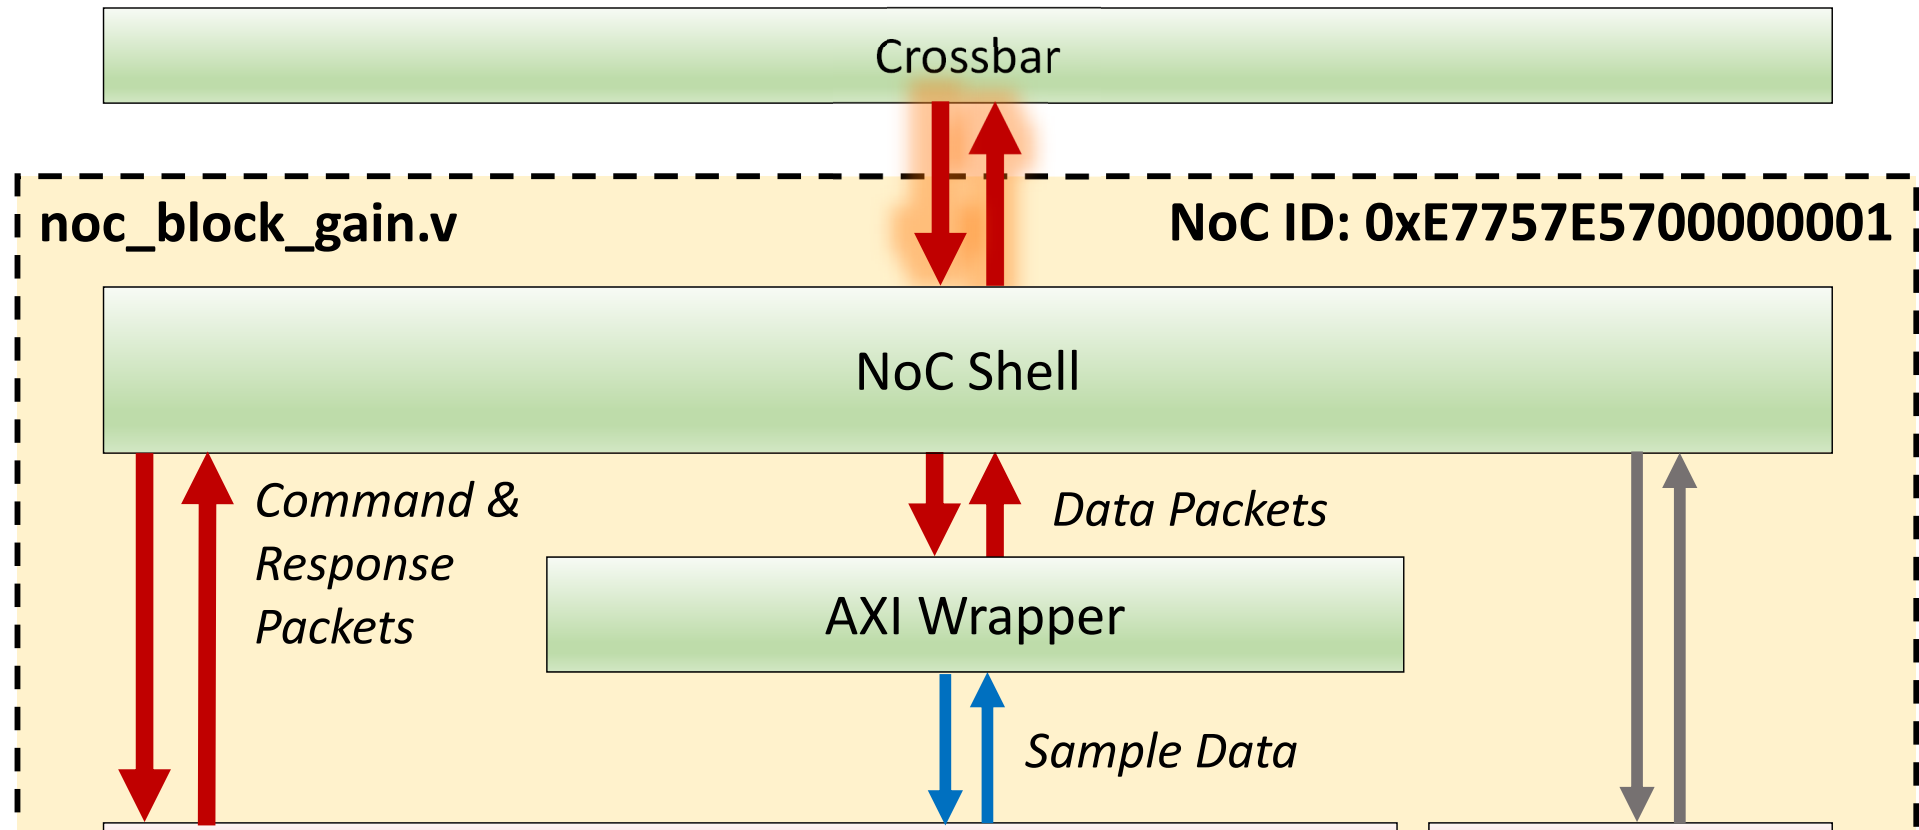 Crossbar
noc_block_gain.v
NoC ID: 0xE7757E5700000001
NoC Shell
Command &
Response
Packets
Data Packets
AXI Wrapper
Sample Data